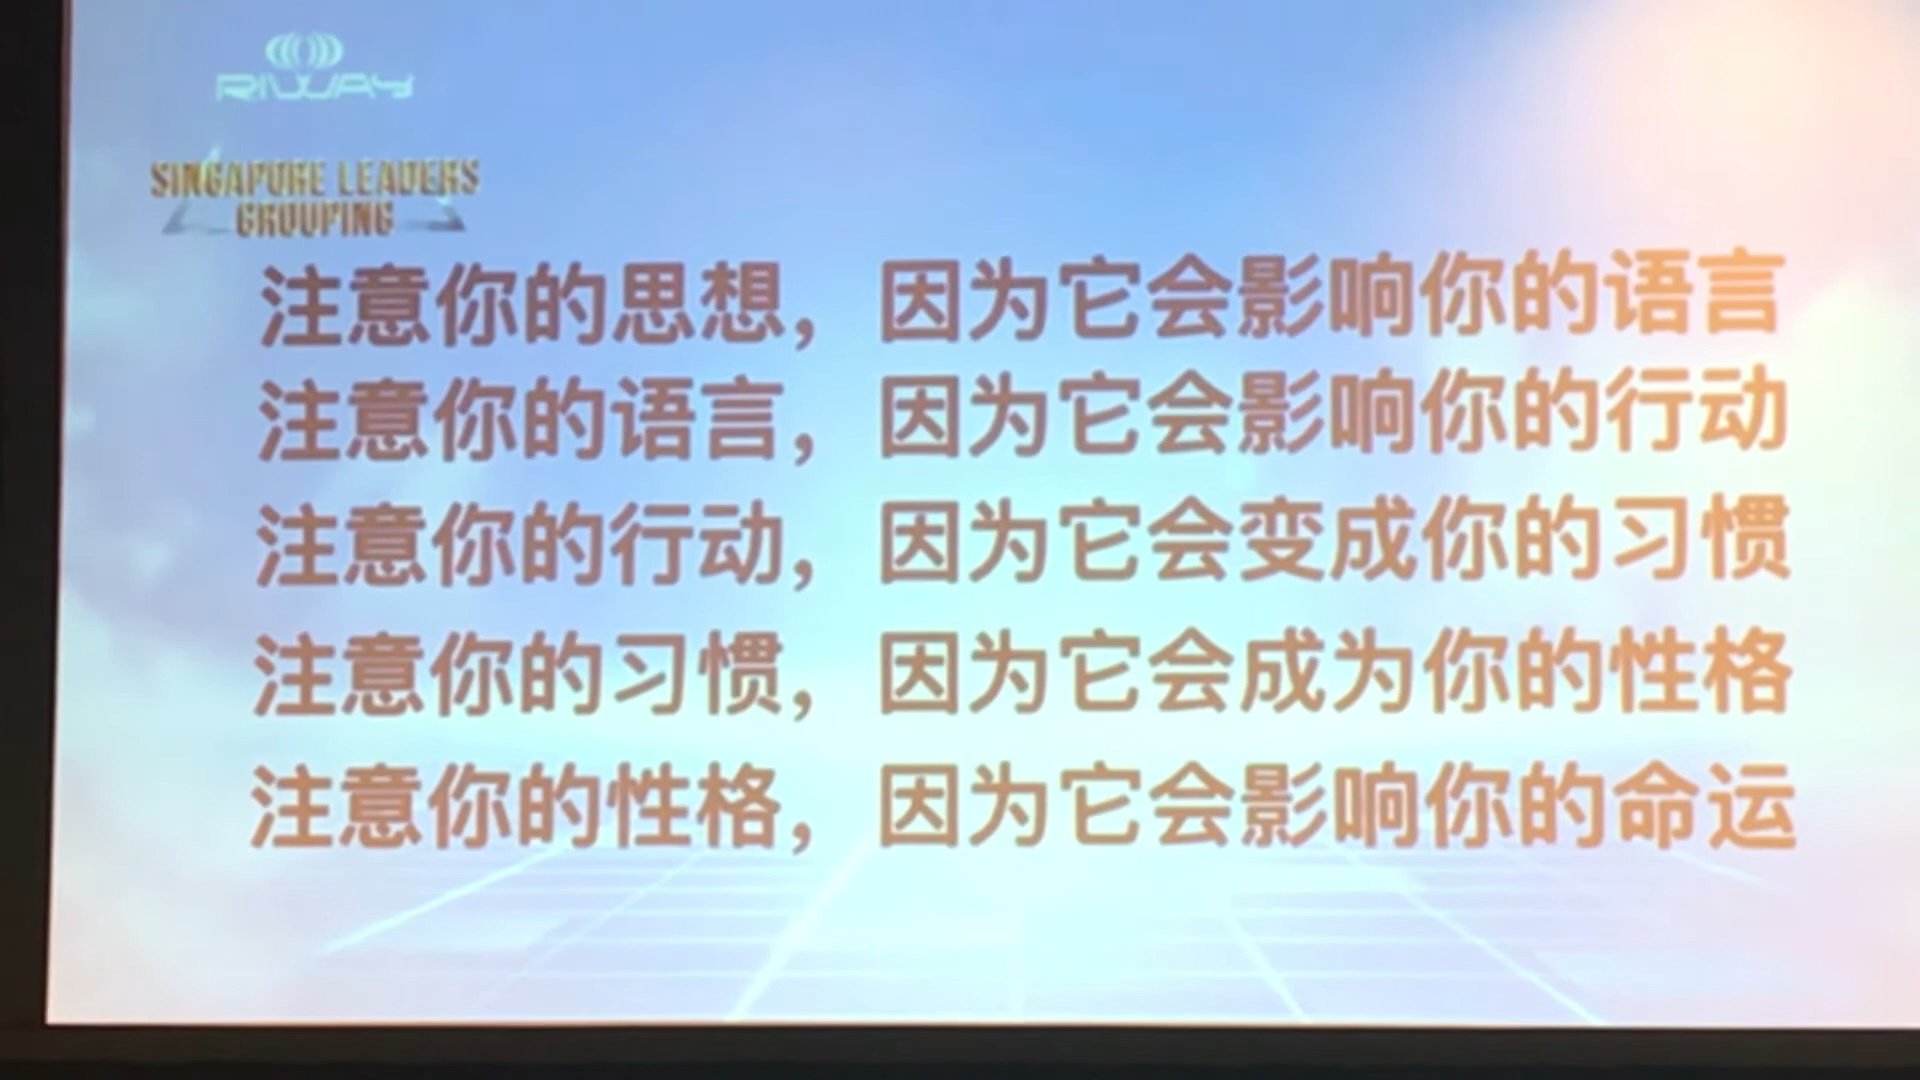 RIWAY
SINGAPORE LEADERS
GROUPING
注意你的思想，因为它会影响你的语言
注意你的语言，因为它会影响你的行动
注意你的行动，因为它会变成你的习惯
注意你的习惯，因为它会成为你的性格
注意你的性格，因为它会影响你的命运